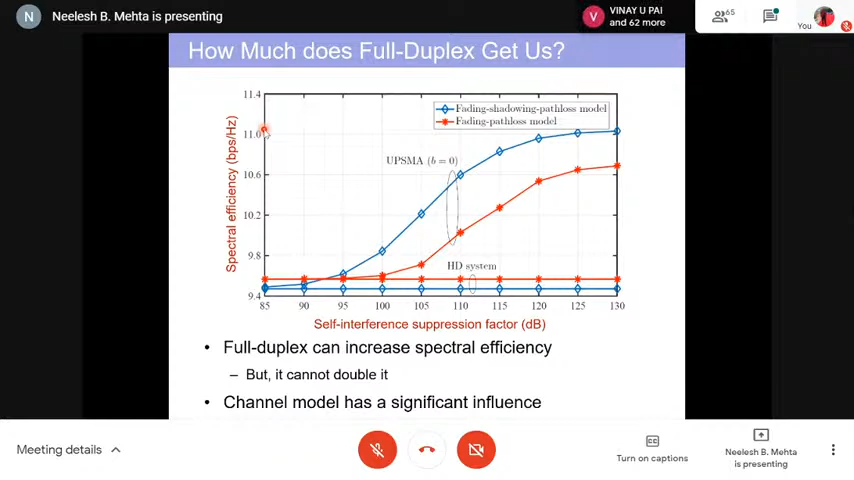 N
Neelesh B. Mehta is presenting
V
VINAY U PAI
and 62 more
65
You
How Much does Full-Duplex Get Us?
11.4
11.0
10.6
10.2
9.8
9.4
Spectral efficiency (bps/Hz)
Fading-shadowing-pathloss model
Fading-pathloss model
UPSMA (b = 0)
HD system
85 90 95 100 105 110 115 120 125 130
Self-interference suppression factor (dB)
• Full-duplex can increase spectral efficiency
– But, it cannot double it
• Channel model has a significant influence
Meeting details
CC
Turn on captions
Neelesh B. Mehta
is presenting